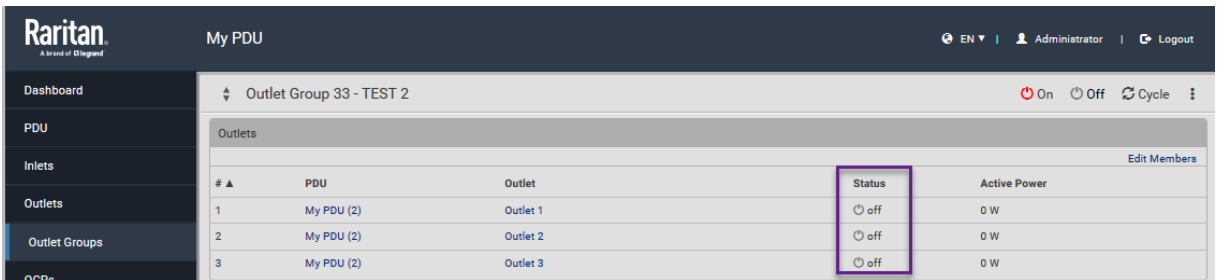 Raritan.
A brand of legrand
My PDU
EN ▼ | Administrator | Logout
Dashboard
PDU
Inlets
Outlets
Outlet Groups
OCPs
Outlet Group 33 - TEST 2
On Off Cycle
Outlets
Edit Members
# ▲ PDU Outlet Status Active Power
1 My PDU (2) Outlet 1 off 0 W
2 My PDU (2) Outlet 2 off 0 W
3 My PDU (2) Outlet 3 off 0 W